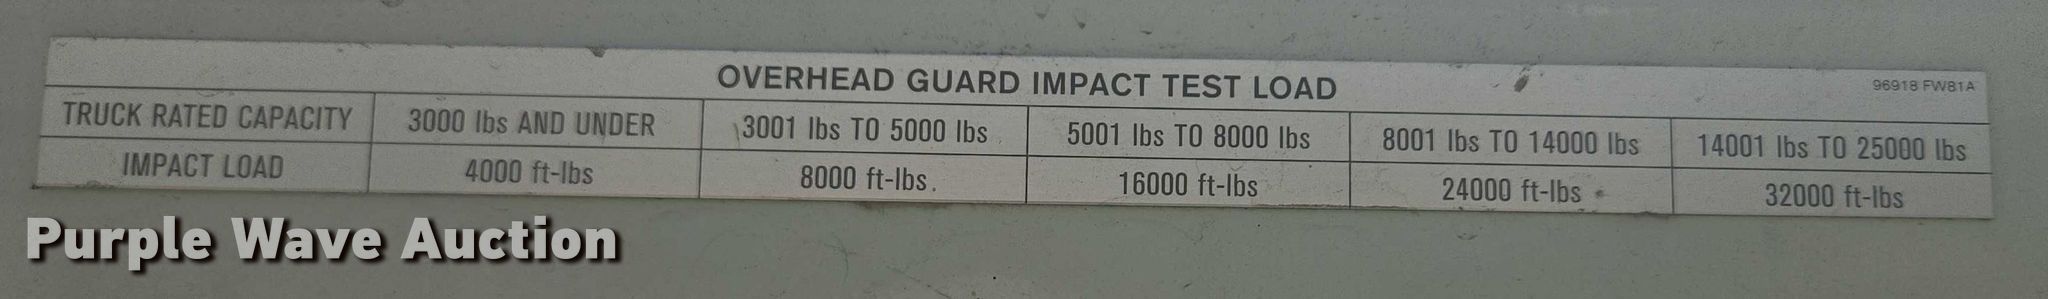 OVERHEAD GUARD IMPACT TEST LOAD 96918 FW81A
TRUCK RATED CAPACITY 3000 lbs AND UNDER 3001 lbs TO 5000 lbs 5001 lbs TO 8000 lbs 8001 lbs TO 14000 lbs 14001 lbs TO 25000 lbs
IMPACT LOAD 4000 ft-lbs 8000 ft-lbs 16000 ft-lbs 24000 ft-lbs 32000 ft-lbs
Purple Wave Auction